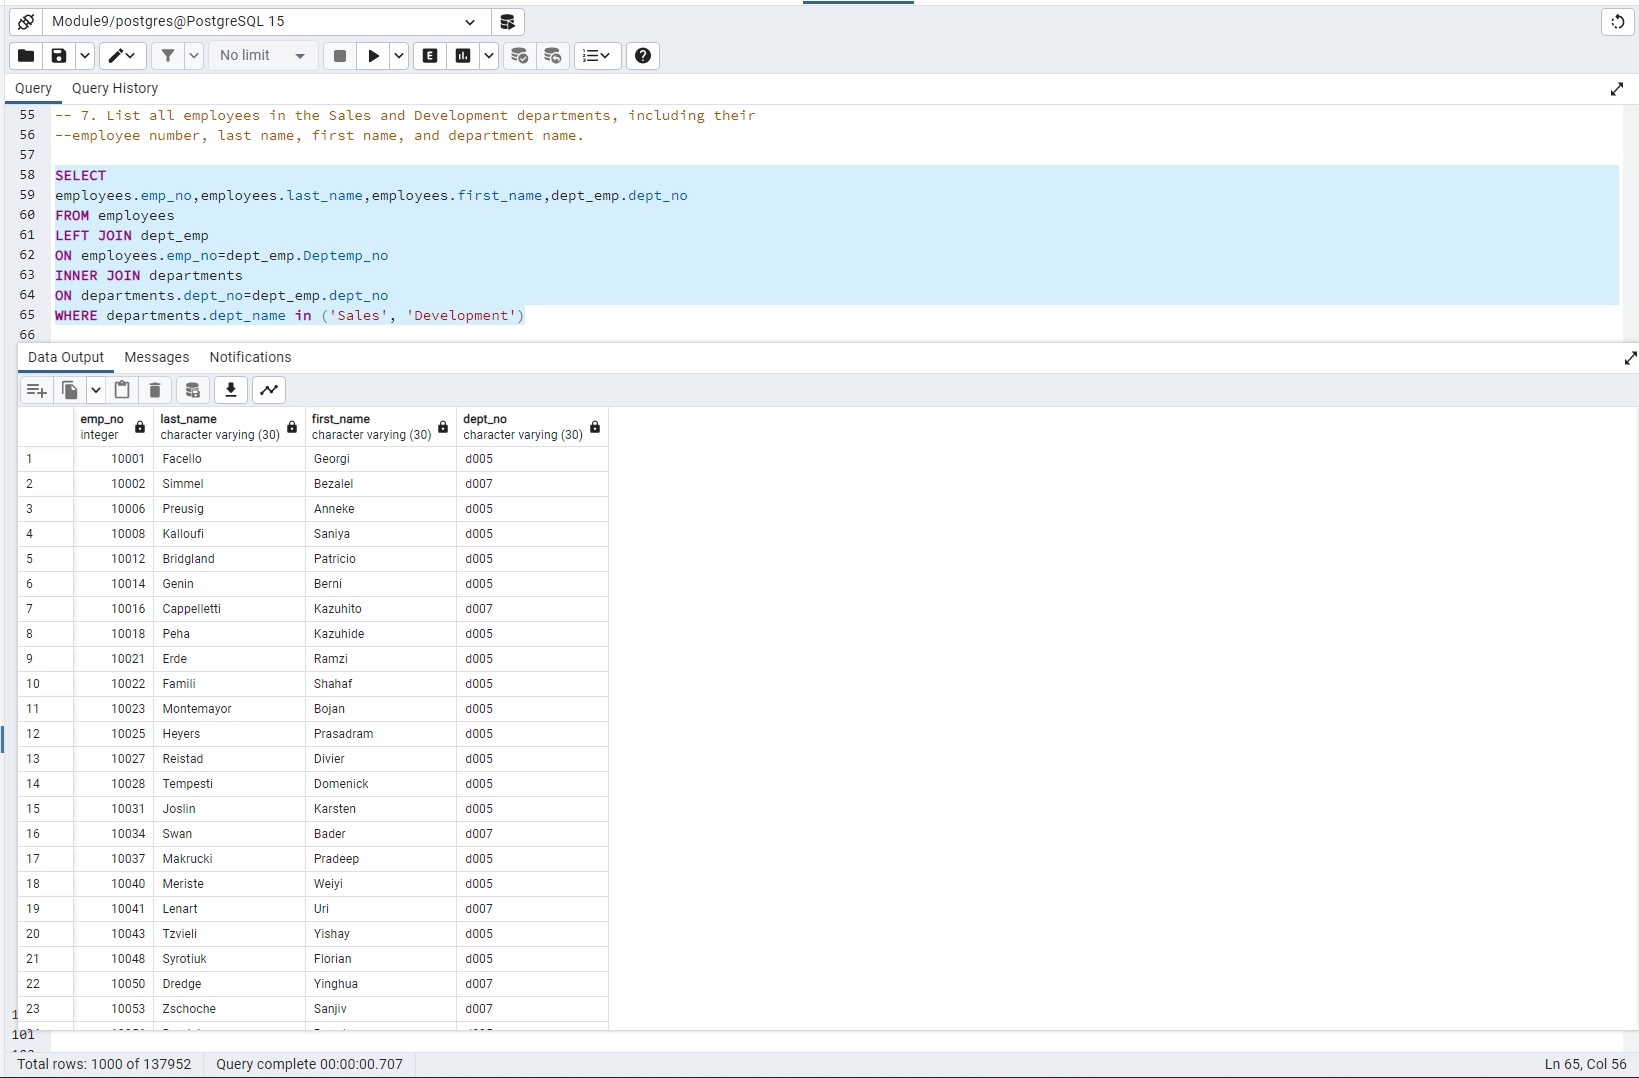 Module9/postgres@PostgreSQL 15
No limit
E
Query Query History
55 -- 7. List all employees in the Sales and Development departments, including their
56 --employee number, last name, first name, and department name.
57
58 SELECT
59 employees.emp_no,employees.last_name,employees.first_name,dept_emp.dept_no
60 FROM employees
61 LEFT JOIN dept_emp
62 ON employees.emp_no=dept_emp.Deptemp_no
63 INNER JOIN departments
64 ON departments.dept_no=dept_emp.dept_no
65 WHERE departments.dept_name in ('Sales', 'Development')
66
Data Output Messages Notifications
emp_no last_name first_name dept_no
integer character varying (30) character varying (30) character varying (30)
1 10001 Facello Georgi d005
2 10002 Simmel Bezalel d007
3 10006 Preusig Anneke d005
4 10008 Kalloufi Saniya d005
5 10012 Bridgland Patricio d005
6 10014 Genin Berni d005
7 10016 Cappelletti Kazuhito d007
8 10018 Peha Kazuhide d005
9 10021 Erde Ramzi d005
10 10022 Famili Shahaf d005
11 10023 Montemayor Bojan d005
12 10025 Heyers Prasadram d005
13 10027 Reistad Divier d005
14 10028 Tempesti Domenick d005
15 10031 Joslin Karsten d005
16 10034 Swan Bader d007
17 10037 Makrucki Pradeep d005
18 10040 Meriste Weiyi d005
19 10041 Lenart Uri d007
20 10043 Tzvieli Yishay d005
21 10048 Syrotiuk Florian d005
22 10050 Dredge Yinghua d007
23 10053 Zschoche Sanjiv d007
101
Total rows: 1000 of 137952 Query complete 00:00:00.707 Ln 65, Col 56